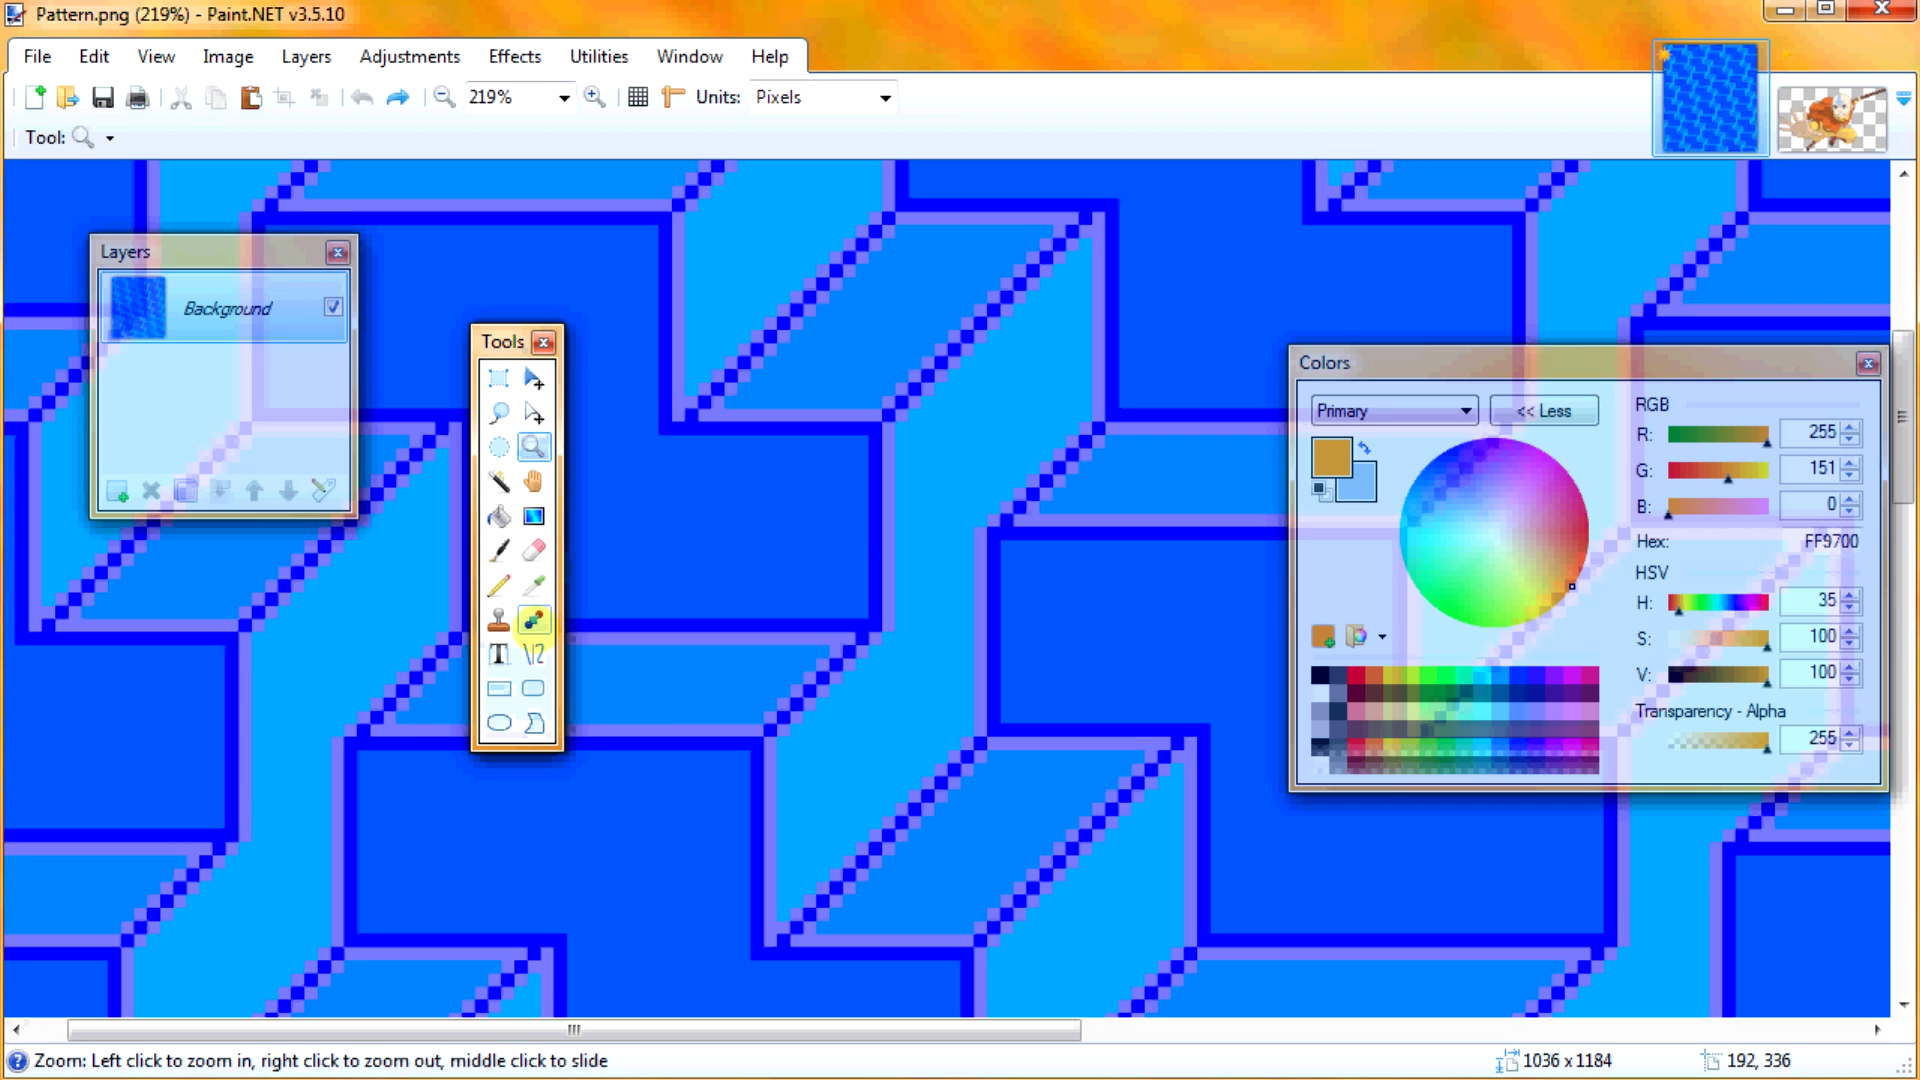 Pattern.png (219%) - Paint.NET v3.5.10
File Edit View Image Layers Adjustments Effects Utilities Window Help
219% Units: Pixels
Tool:
Layers
Background
Tools
Colors
Primary << Less
RGB
R: 255
G: 151
B: 0
Hex: FF9700
HSV
H: 35
S: 100
V: 100
Transparency - Alpha
255
Zoom: Left click to zoom in, right click to zoom out, middle click to slide
1036 x 1184
192, 336